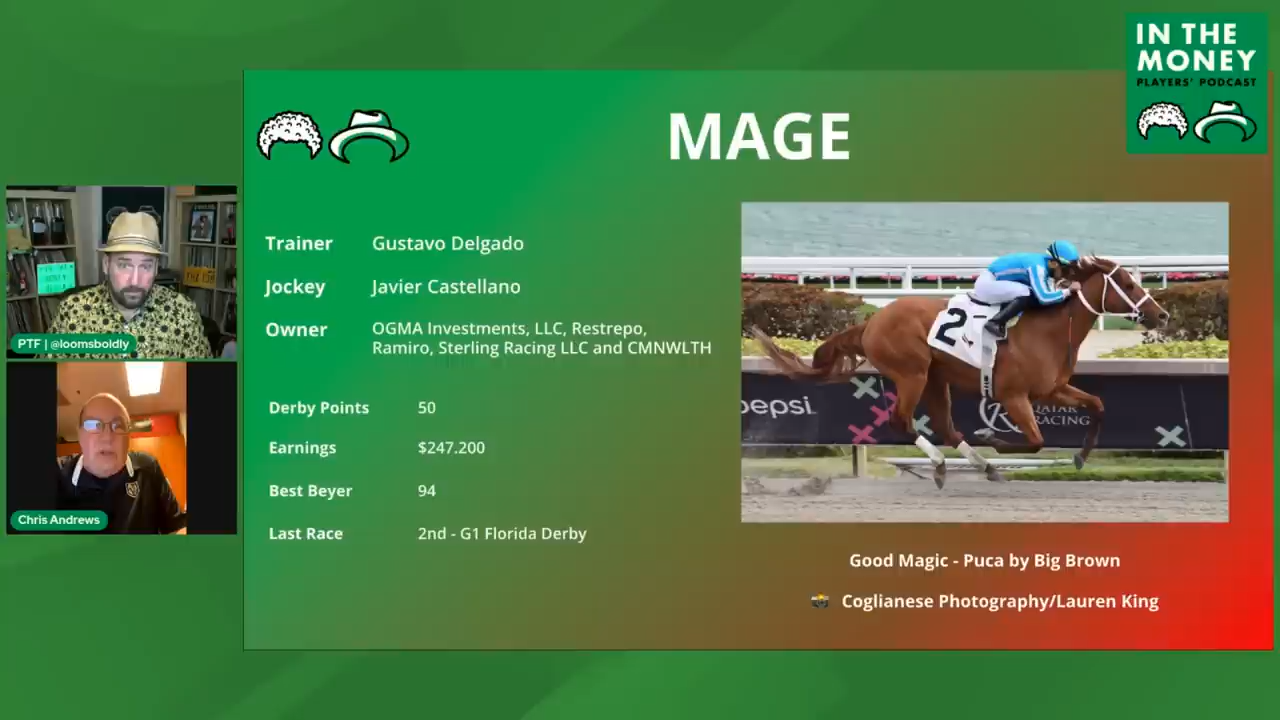 IN THE
MONEY
PLAYERS' PODCAST
MAGE
Trainer Gustavo Delgado
Jockey Javier Castellano
Owner OGMA Investments, LLC, Restrepo,
Ramiro, Sterling Racing LLC and CMNWLTH
Derby Points 50
Earnings $247.200
Best Beyer 94
Last Race 2nd - G1 Florida Derby
2
pepsi
QATAR
RACING
Good Magic - Puca by Big Brown
Coglianese Photography/Lauren King
PTF | @loomsboldly
Chris Andrews